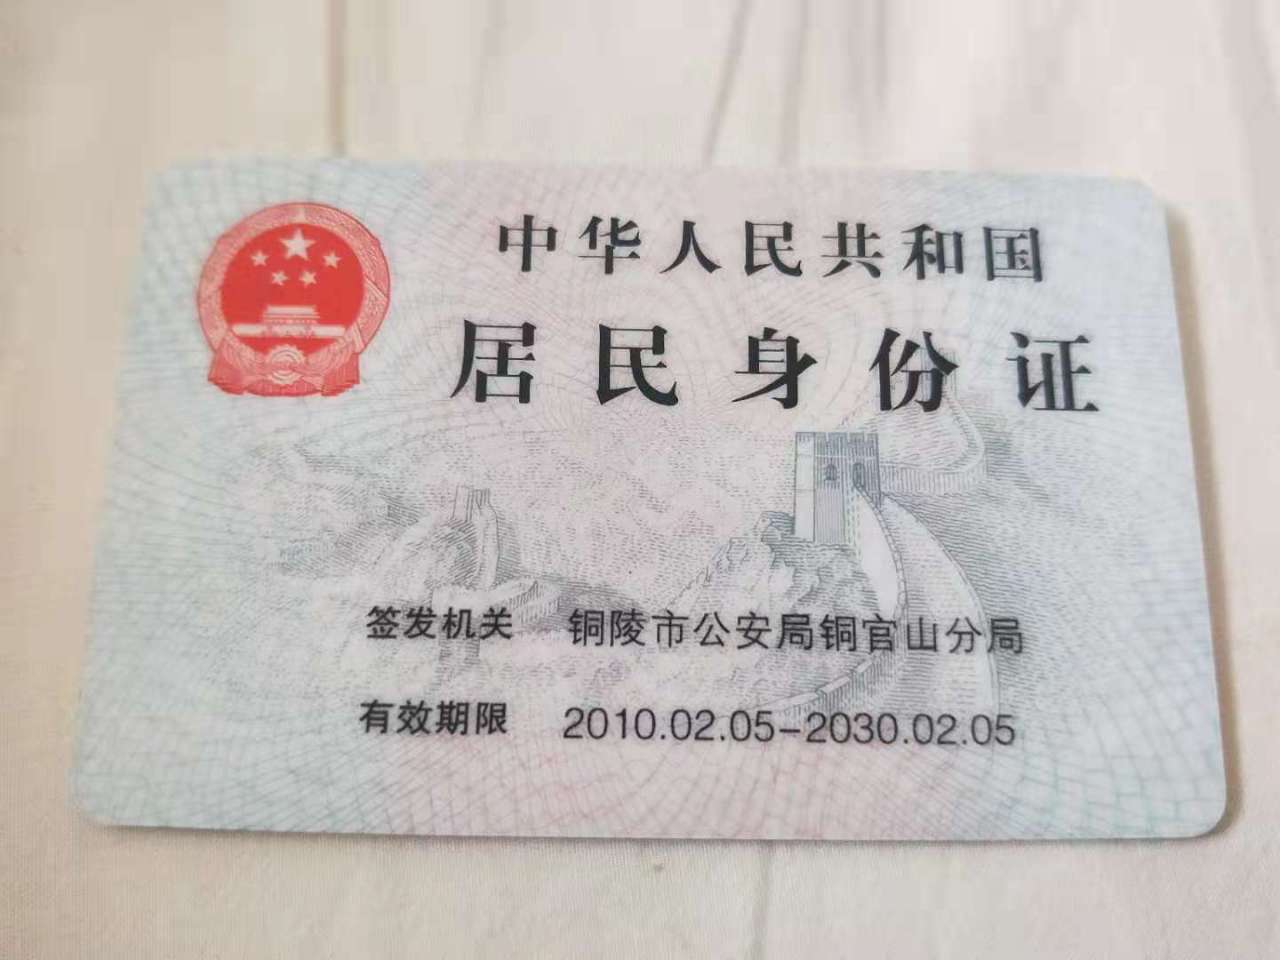 中华人民共和国
居民身份证
签发机关 铜陵市公安局铜官山分局
有效期限 2010.02.05-2030.02.05